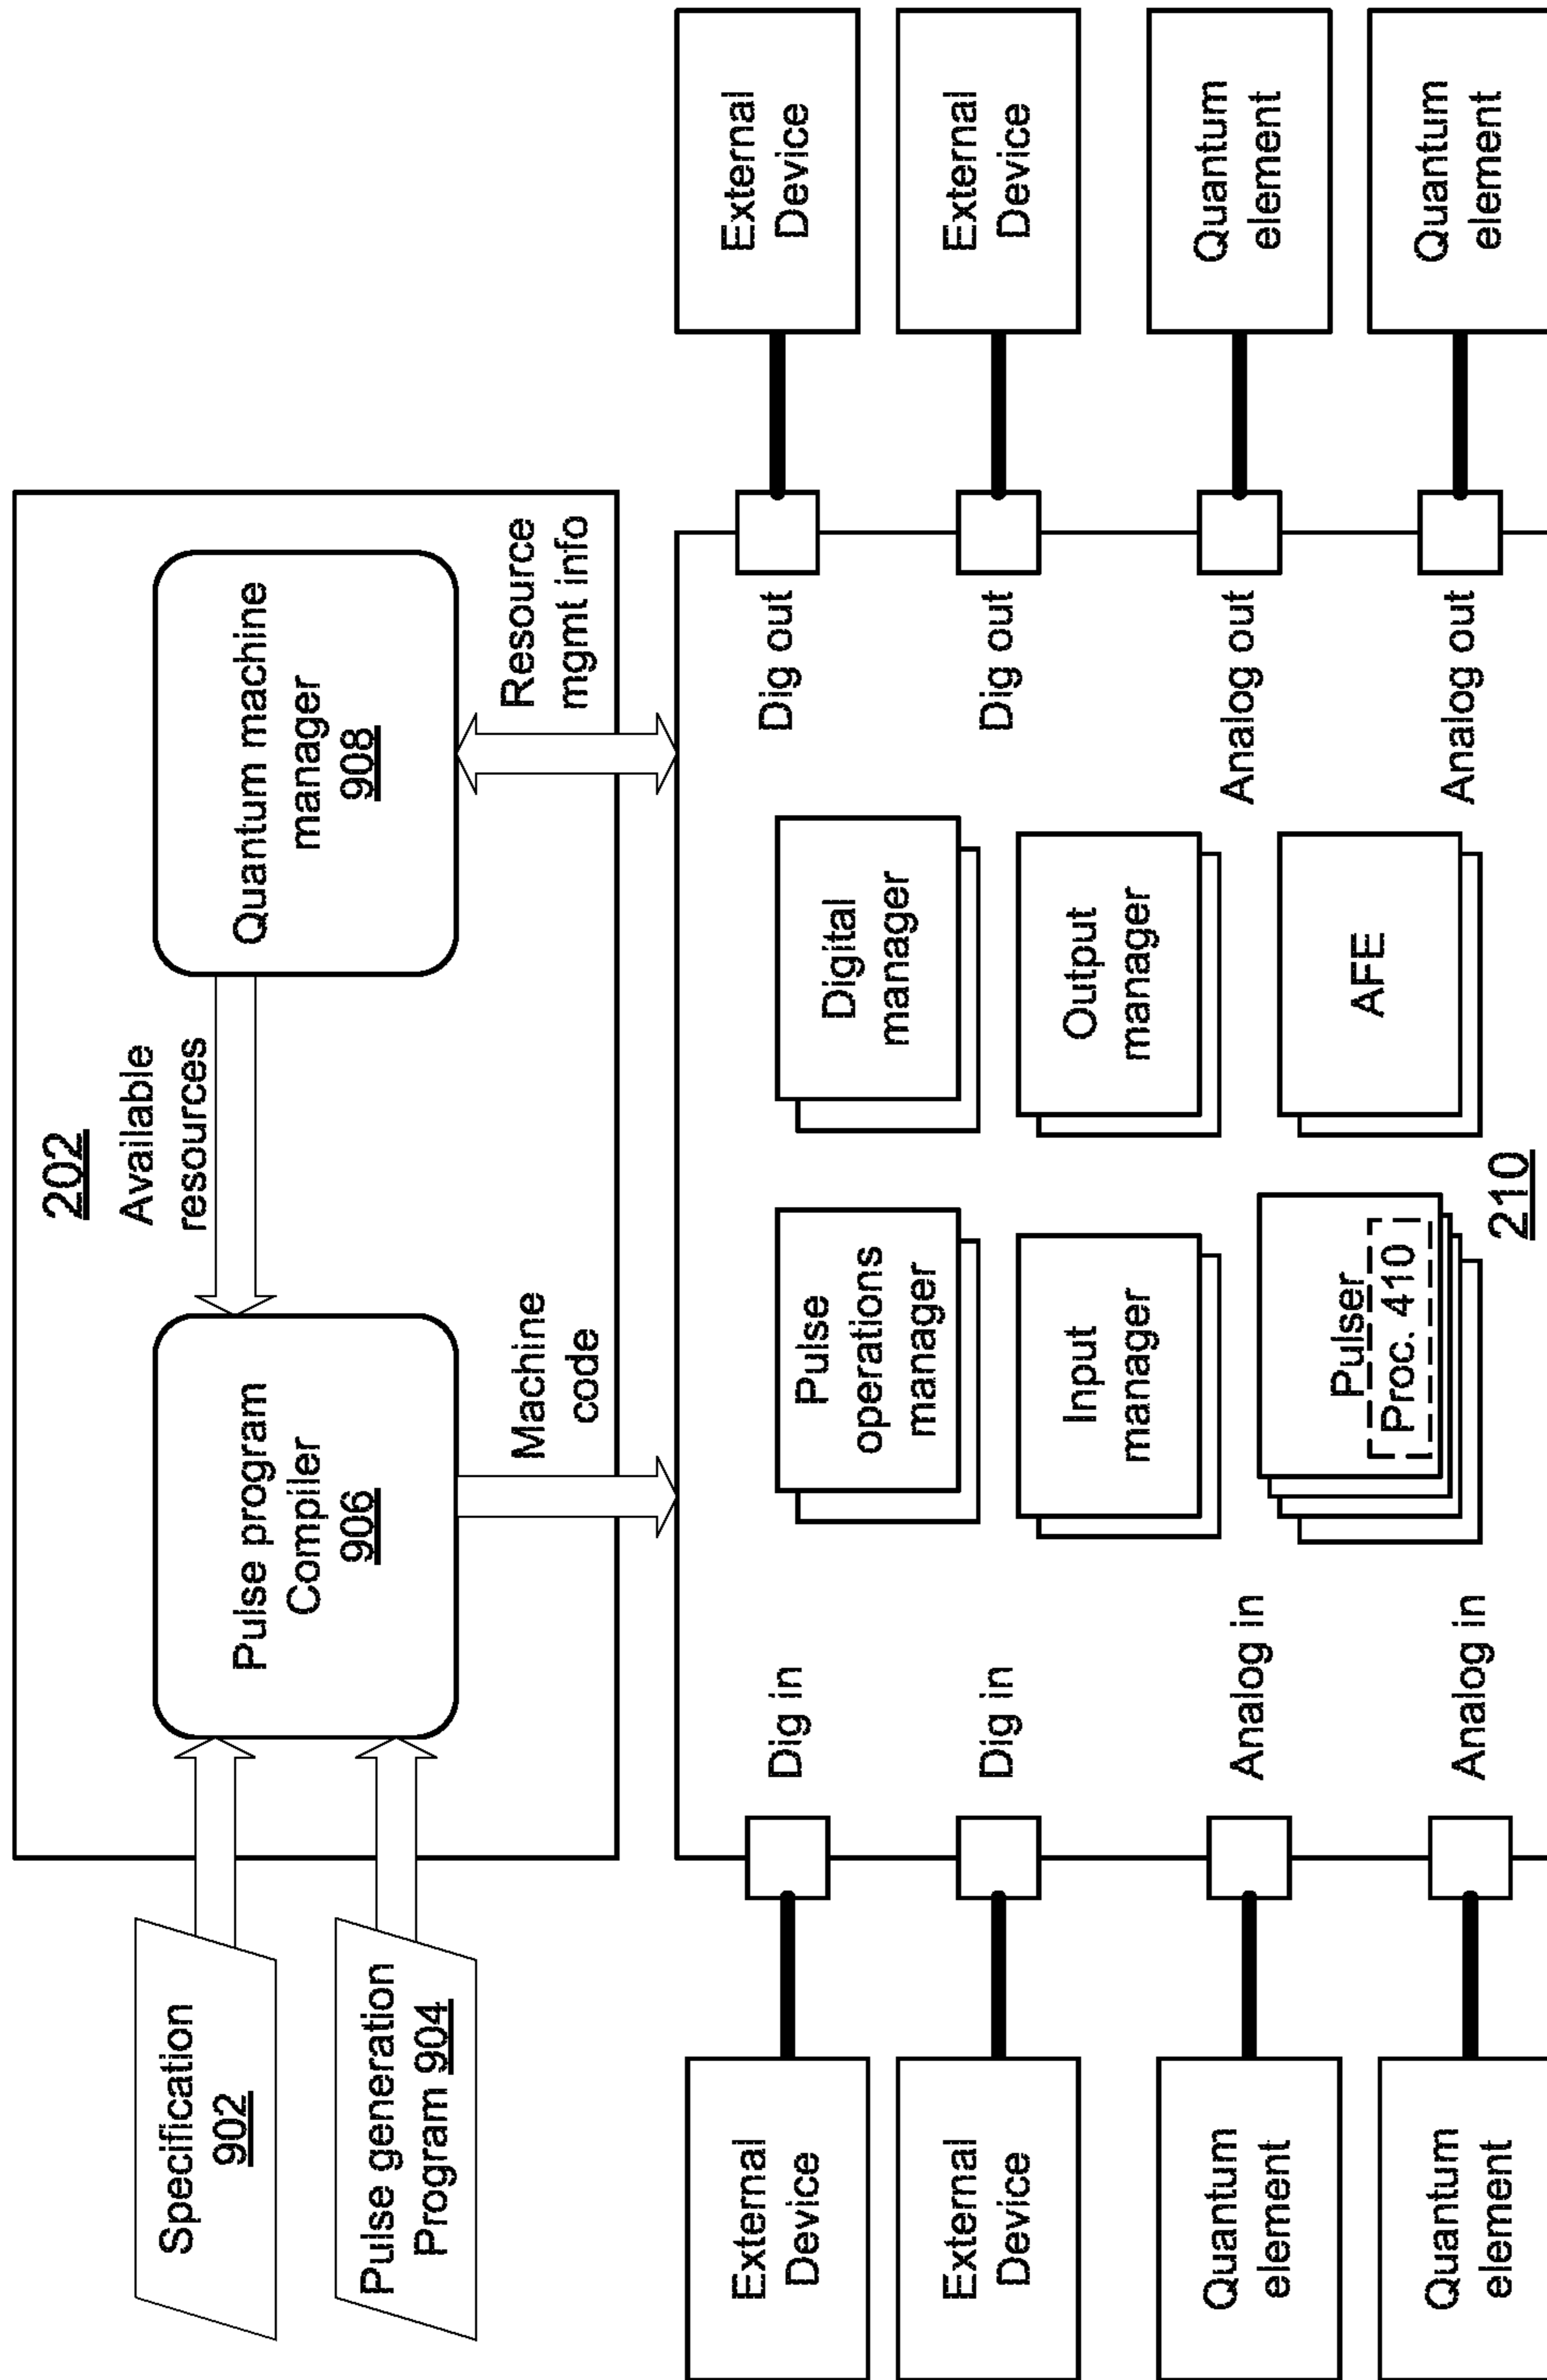 202
Specification
902
Pulse generation
Program 904
Pulse program
Compiler
906
Available
resources
Quantum machine
manager
908
Machine
code
Resource
mgmt info
External
Device
External
Device
Quantum
element
Quantum
element
Dig in
Dig in
Analog in
Analog in
Pulse
operations
manager
Digital
manager
Input
manager
Output
manager
Pulser
Proc. 410
AFE
210
Dig out
Dig out
Analog out
Analog out
External
Device
External
Device
Quantum
element
Quantum
element